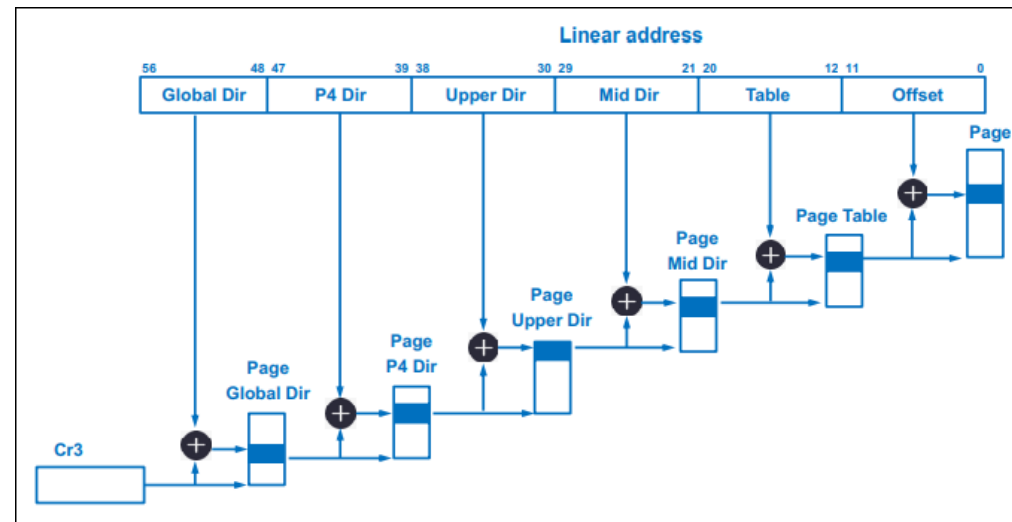 Linear address
56 48 47 39 38 30 29 21 20 12 11 0
Global Dir P4 Dir Upper Dir Mid Dir Table Offset
Page
Page Table
Page
Mid Dir
Page
Upper Dir
Page
P4 Dir
Page
Global Dir
Cr3